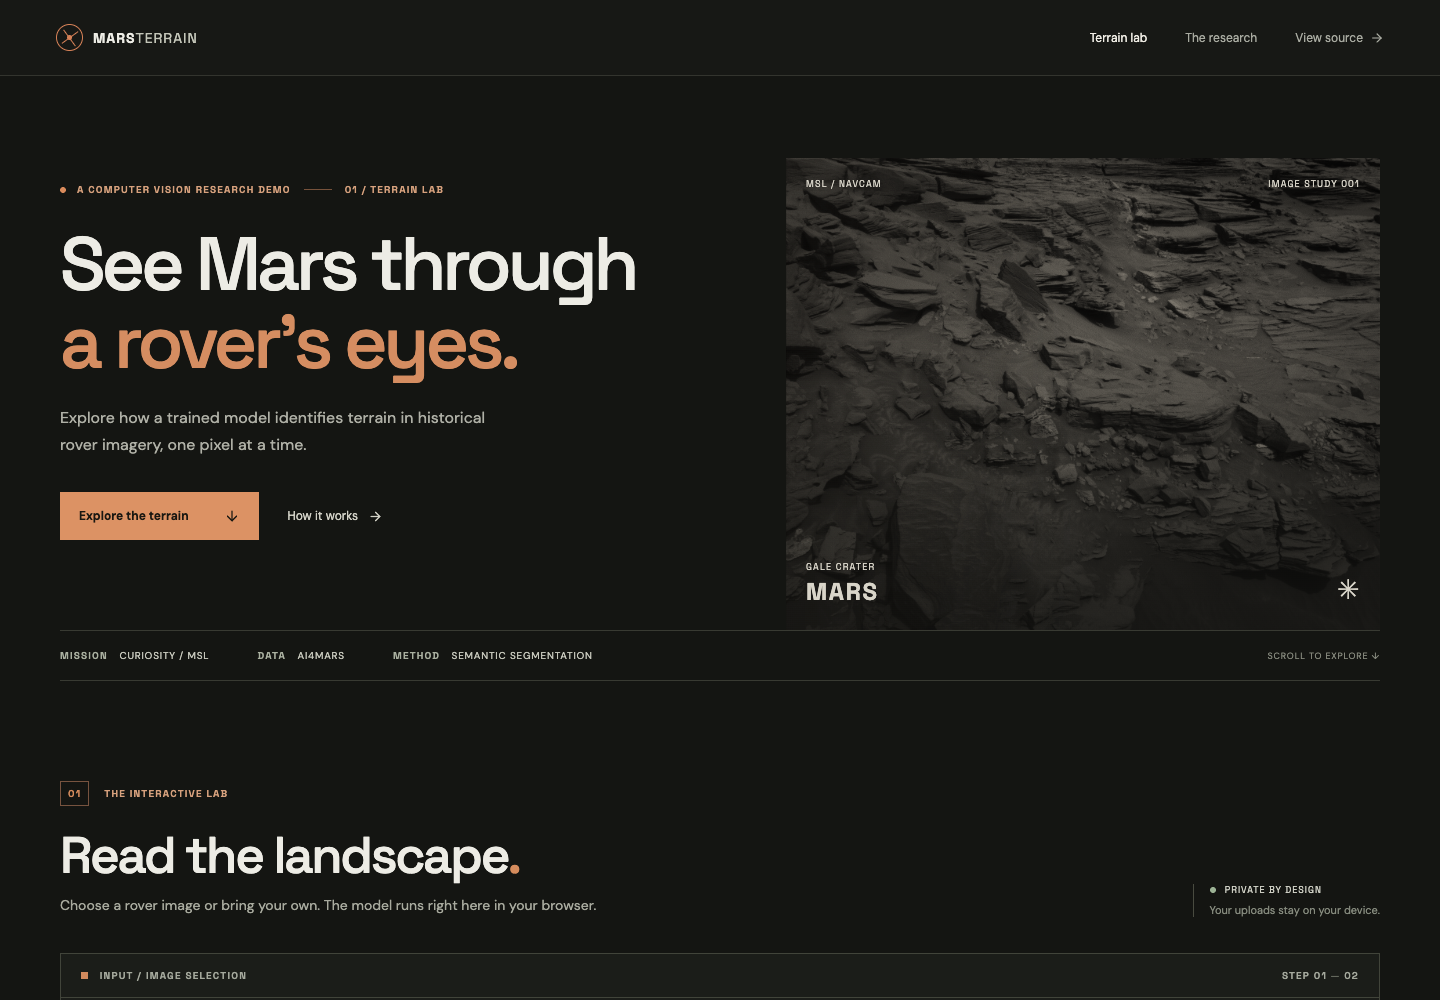 MARSTERRAIN
Terrain lab
The research
View source →
A COMPUTER VISION RESEARCH DEMO
01 / TERRAIN LAB
See Mars through
a rover’s eyes.
Explore how a trained model identifies terrain in historical
rover imagery, one pixel at a time.
Explore the terrain ↓
How it works →
MSL / NAVCAM
IMAGE STUDY 001
GALE CRATER
MARS
MISSION CURIOSITY / MSL
DATA AI4MARS
METHOD SEMANTIC SEGMENTATION
SCROLL TO EXPLORE ↓
01 THE INTERACTIVE LAB
Read the landscape.
Choose a rover image or bring your own. The model runs right here in your browser.
PRIVATE BY DESIGN
Your uploads stay on your device.
INPUT / IMAGE SELECTION
STEP 01 — 02